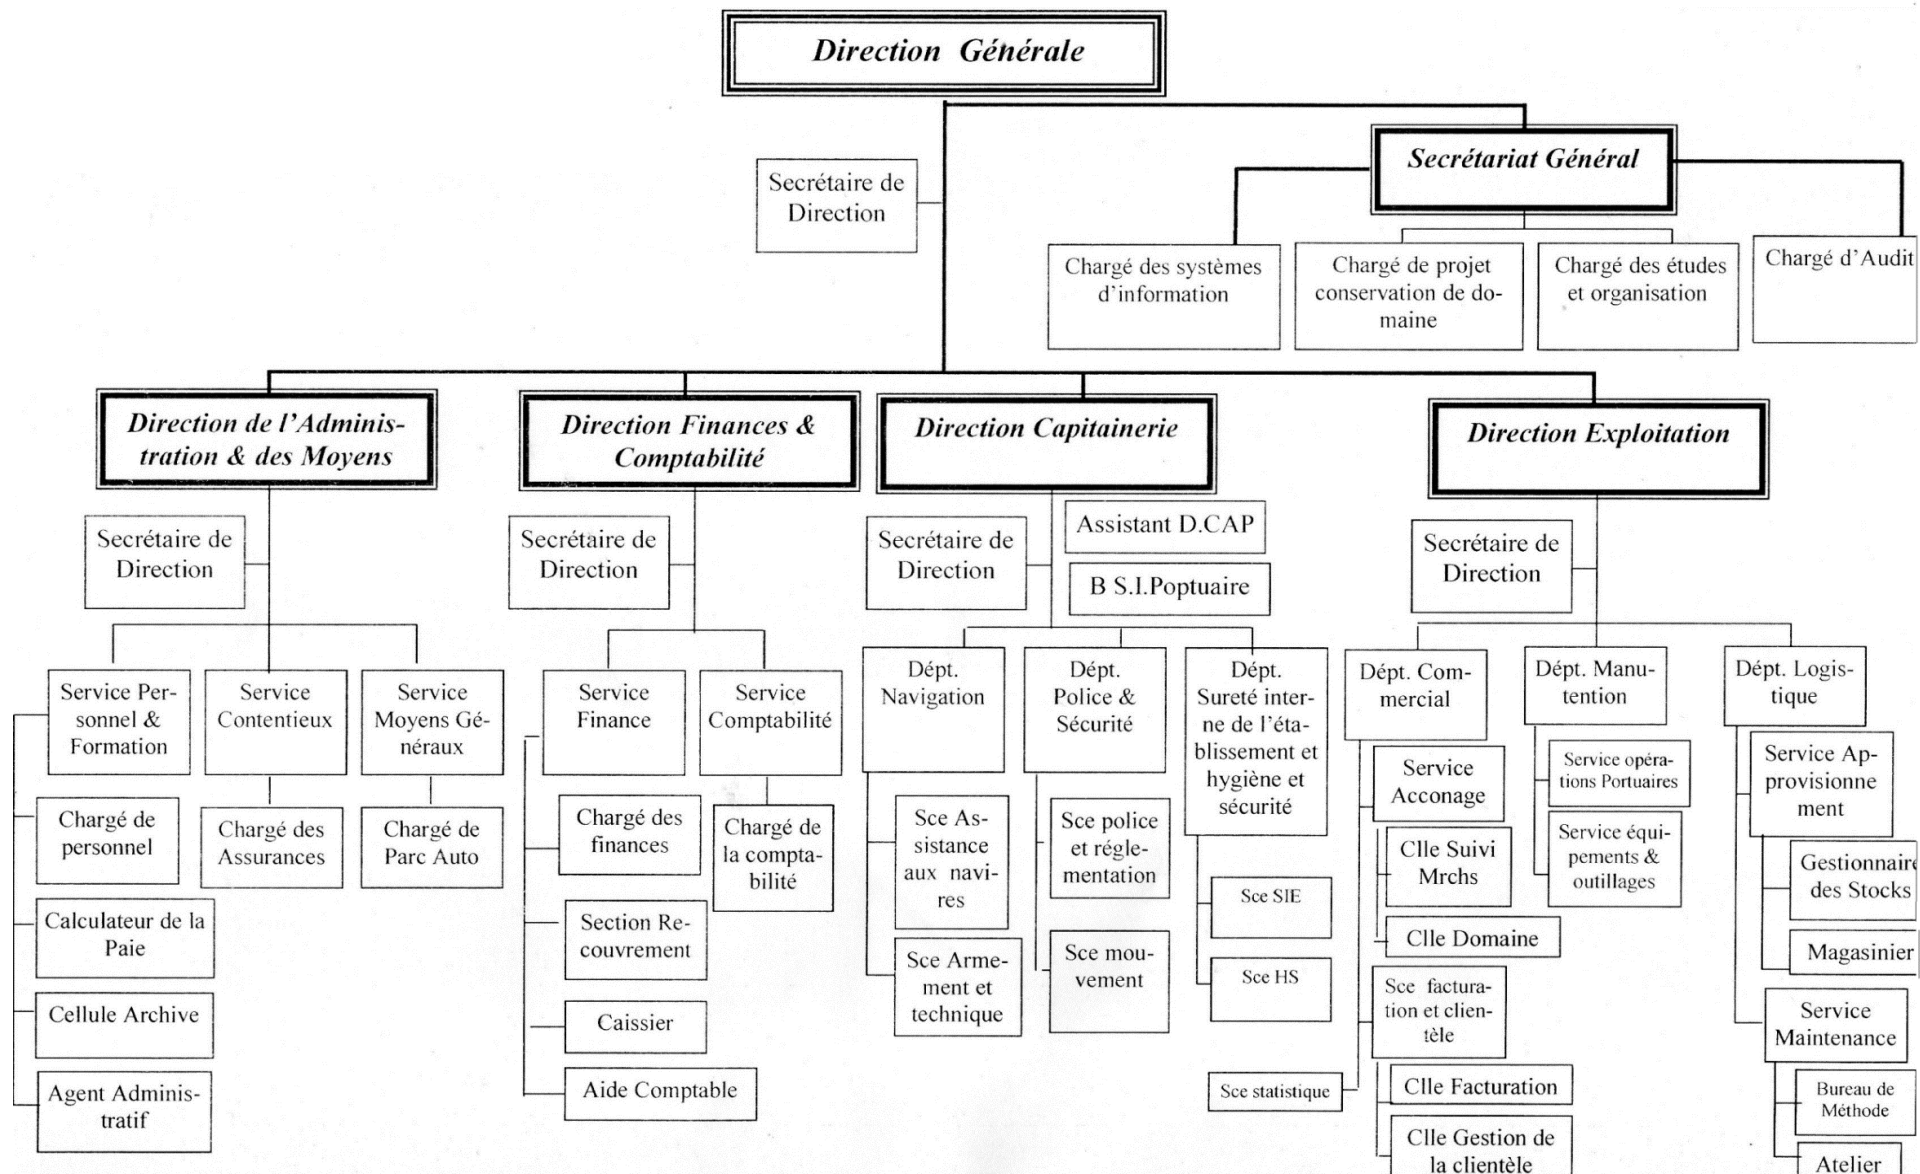 Direction Générale
Secrétariat Général
Secrétaire de
Direction
Chargé des systèmes
d'information
Chargé de projet
conservation de do-
maine
Chargé des études
et organisation
Chargé d'Audit
Direction de l'Adminis-
tration & des Moyens
Direction Finances &
Comptabilité
Direction Capitainerie
Direction Exploitation
Secrétaire de
Direction
Secrétaire de
Direction
Secrétaire de
Direction
Assistant D.CAP
B S.I.Poptuaire
Secrétaire de
Direction
Service Per-
sonnel &
Formation
Service
Contentieux
Service
Moyens Gé-
néraux
Service
Finance
Service
Comptabilité
Dépt.
Navigation
Dépt.
Police &
Sécurité
Dépt.
Sureté inter-
ne de l'éta-
blissement et
hygiène et
sécurité
Dépt. Com-
mercial
Dépt. Manu-
tention
Dépt. Logis-
tique
Chargé de
personnel
Calculateur de la
Paie
Cellule Archive
Agent Adminis-
tratif
Chargé des
Assurances
Chargé de
Parc Auto
Chargé des
finances
Section Re-
couvrement
Caissier
Aide Comptable
Chargé de
la compta-
bilité
Sce As-
sistance
aux navi-
res
Sce Arme-
ment et
technique
Sce police
et régle-
mentation
Sce mou-
vement
Sce SIE
Sce HS
Service
Acconage
Clle Suivi
Mrchs
Clle Domaine
Sce factura-
tion et clien-
tèle
Sce statistique
Clle Facturation
Clle Gestion de
la clientèle
Service opéra-
tions Portuaires
Service équi-
pements &
outillages
Service Ap-
provisionne
ment
Gestionnaire
des Stocks
Magasinier
Service
Maintenance
Bureau de
Méthode
Atelier